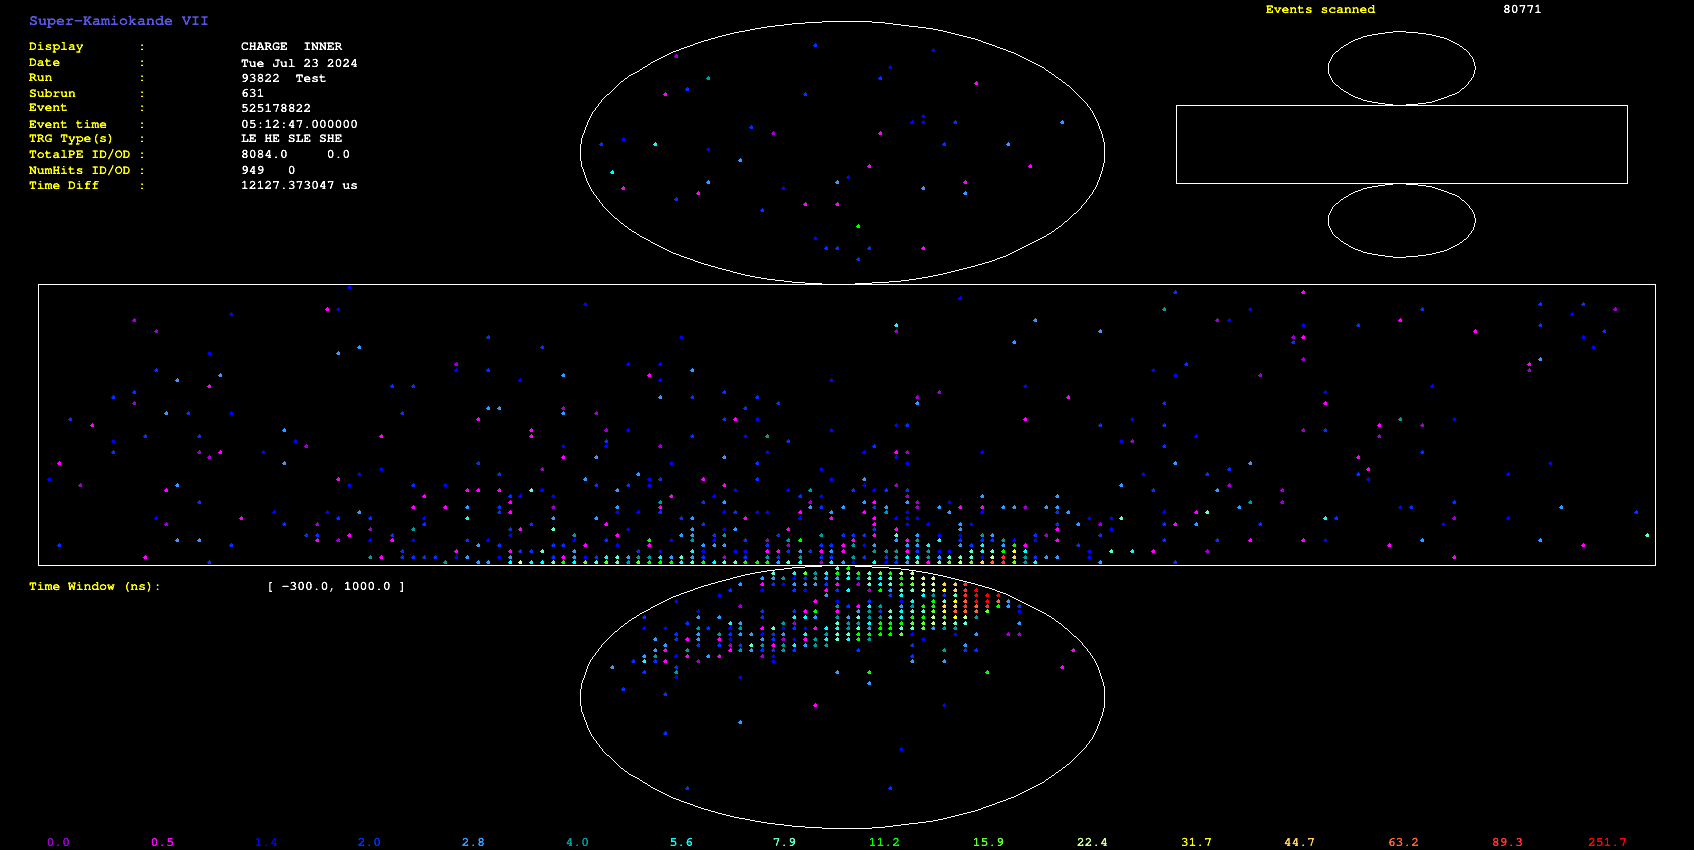 Super-Kamiokande VII
Events scanned 80771
Display : CHARGE INNER
Date : Tue Jul 23 2024
Run : 93822 Test
Subrun : 631
Event : 525178822
Event time : 05:12:47.000000
TRG Type(s) : LE HE SLE SHE
TotalPE ID/OD : 8084.0 0.0
NumHits ID/OD : 949 0
Time Diff : 12127.373047 us
Time Window (ns): [ -300.0, 1000.0 ]
0.0 0.5 1.4 2.0 2.8 4.0 5.6 7.9 11.2 15.9 22.4 31.7 44.7 63.2 89.3 251.7